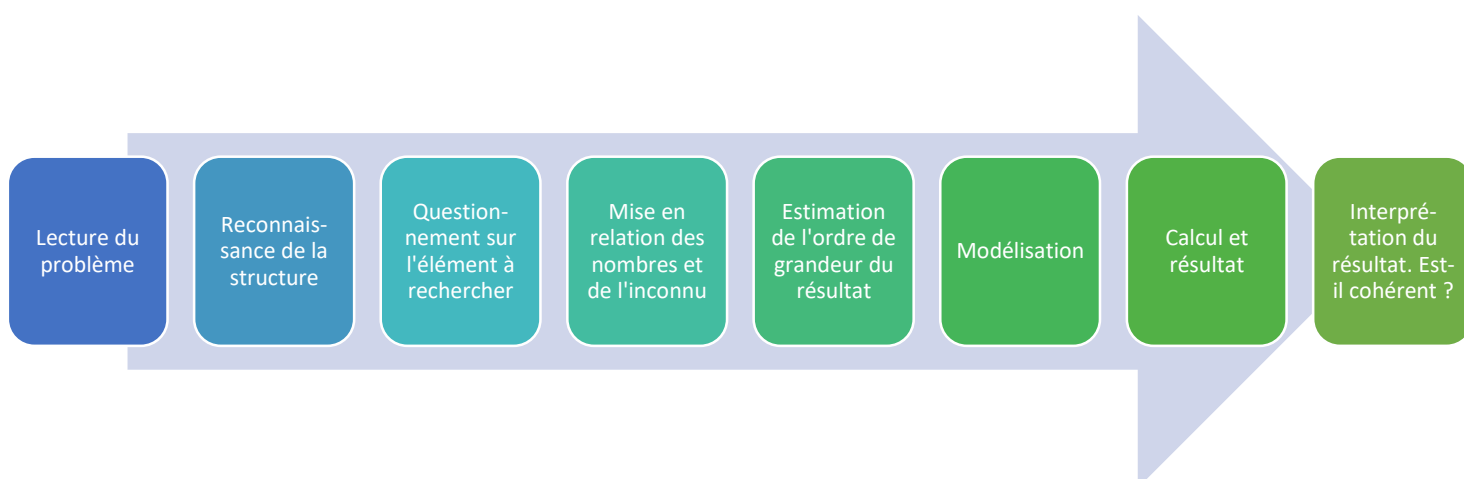 Lecture du
problème
Reconnais-
sance de la
structure
Question-
nement sur
l'élément à
rechercher
Mise en
relation des
nombres et
de l'inconnu
Estimation
de l'ordre de
grandeur du
résultat
Modélisation
Calcul et
résultat
Interpré-
tation du
résultat. Est-
il cohérent ?